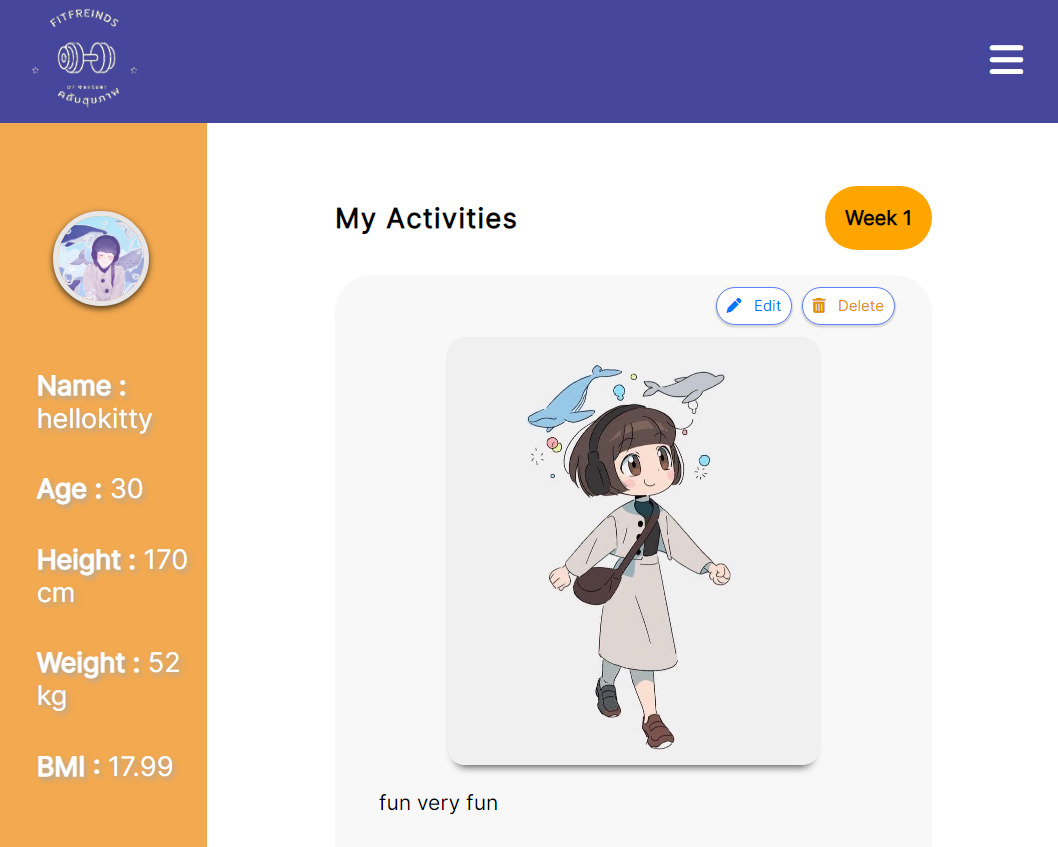 FITFREINDS
คลับสุขภาพ
My Activities
Week 1
Edit
Delete
Name :
hellokitty
Age : 30
Height : 170
cm
Weight : 52
kg
BMI : 17.99
fun very fun